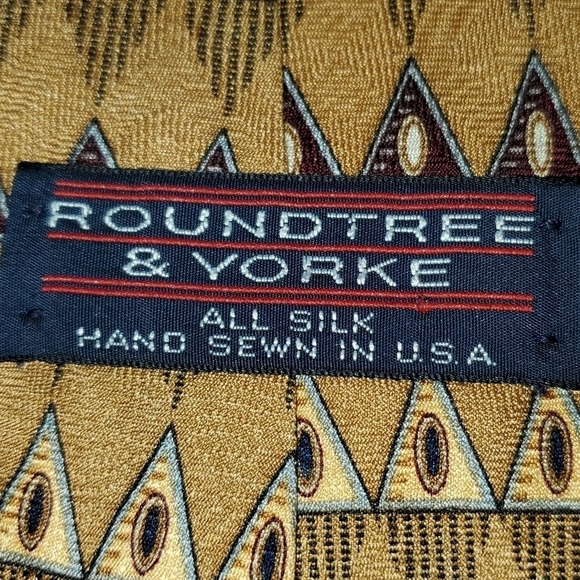 ROUNDTREE
& YORKE
ALL SILK
HAND SEWN IN U.S.A.